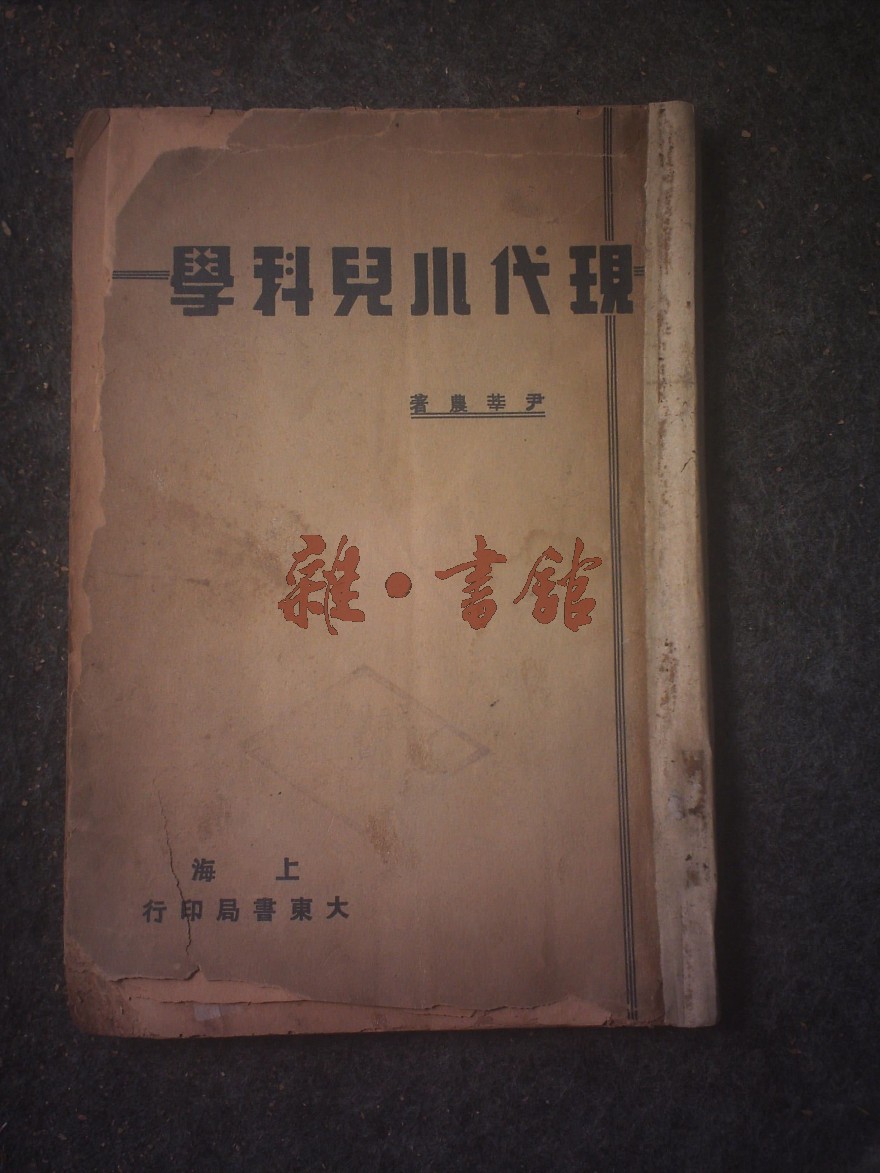 現代小兒科學
尹莘農著
雜·書館
上海
大東書局印行